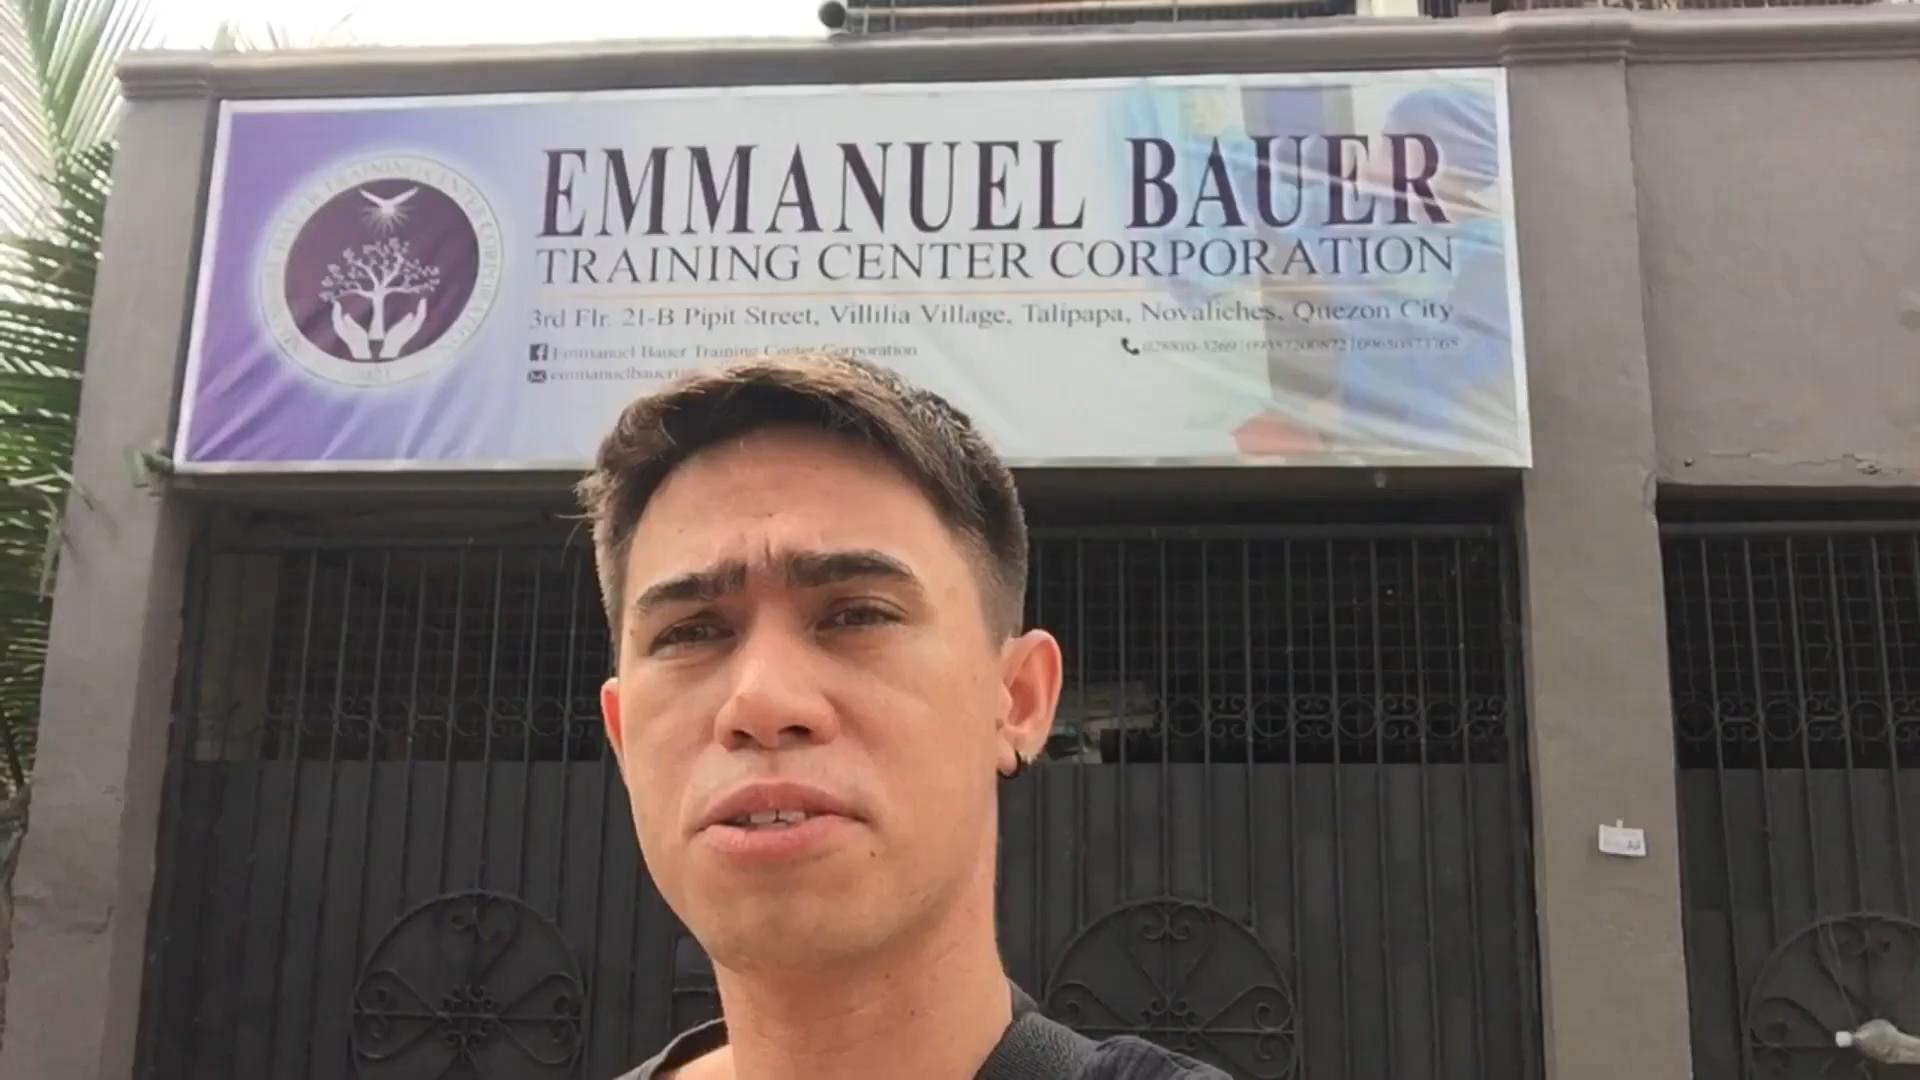 EMMANUEL BAUER
TRAINING CENTER CORPORATION
3rd Flr. 21-B Pipit Street, Villilia Village, Talipapa, Novaliches, Quezon City
Emmanuel Bauer Training Center Corporation